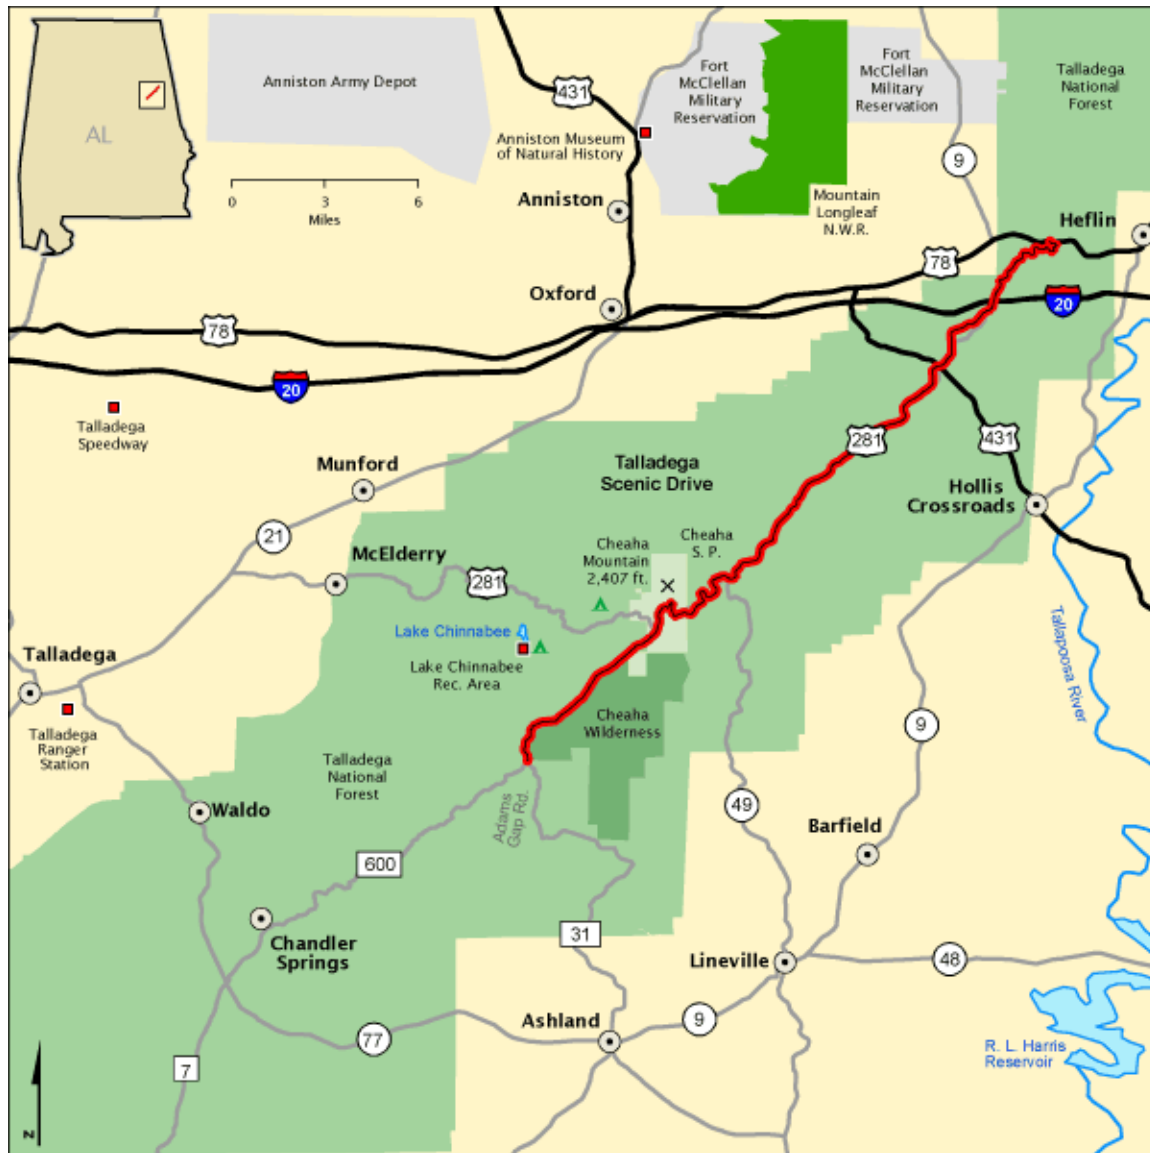 AL
Anniston Army Depot
0
3
6
Miles
431
Anniston Museum
of Natural History
Fort
McClellan
Military
Reservation
Fort
McClellan
Military
Reservation
Talladega
National
Forest
9
Mountain
Longleaf
N.W.R.
Anniston
Heflin
78
Oxford
20
78
20
Talladega
Speedway
281
431
Talladega
Scenic Drive
Munford
Hollis
Crossroads
21
McElderry
Cheaha
Mountain
2,407 ft.
Cheaha
S. P.
281
Lake Chinnabee
Lake Chinnabee
Rec. Area
Tallapoosa River
Talladega
Talladega
Ranger
Station
Cheaha
Wilderness
9
Talladega
National
Forest
Adams
Gap Rd.
Waldo
49
Barfield
600
Chandler
Springs
31
Lineville
48
Ashland
9
77
R. L. Harris
Reservoir
7
N